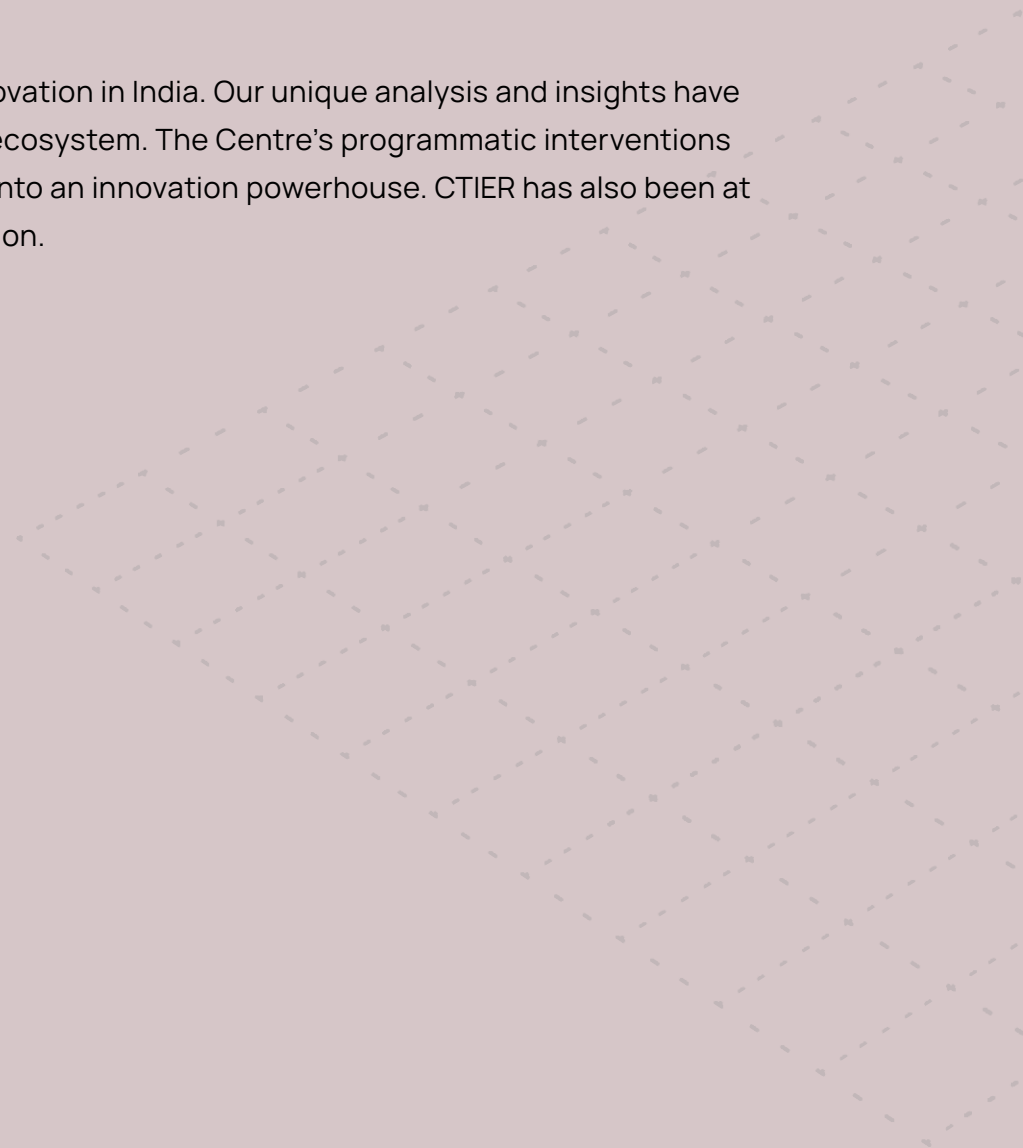 ovation in India. Our unique analysis and insights have
ecosystem. The Centre’s programmatic interventions
nto an innovation powerhouse. CTIER has also been at
on.